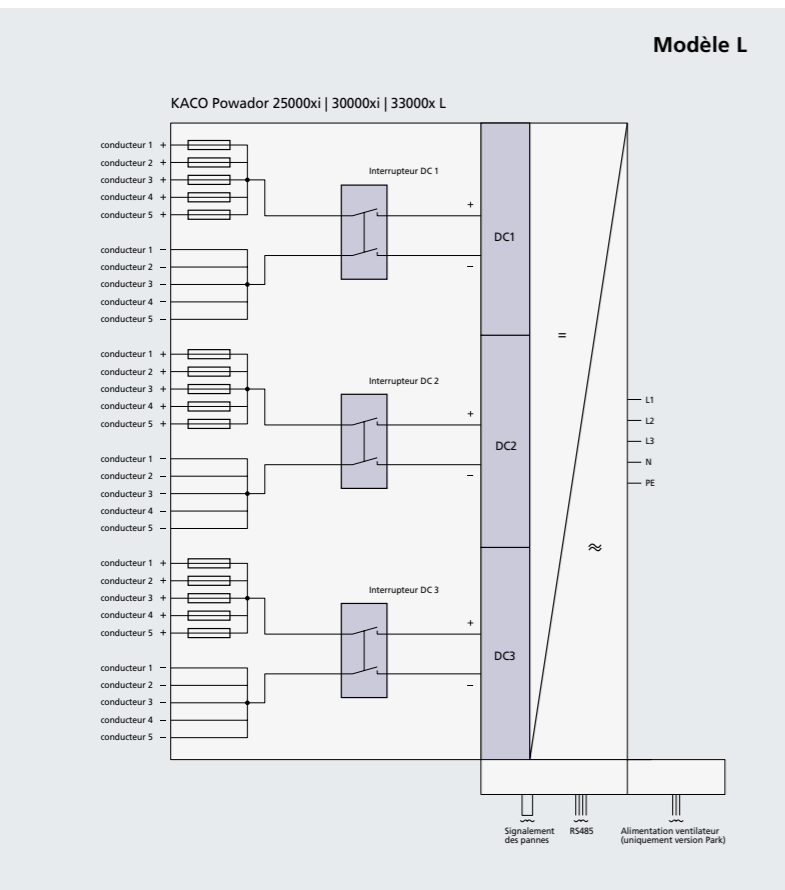 Modèle L
KACO Powador 25000xi | 30000xi | 33000x L
conducteur 1 +
conducteur 2 +
conducteur 3 +
conducteur 4 +
conducteur 5 +
Interrupteur DC 1
+
DC1
conducteur 1 –
conducteur 2 –
conducteur 3 –
conducteur 4 –
conducteur 5 –
–
=
conducteur 1 +
conducteur 2 +
conducteur 3 +
conducteur 4 +
conducteur 5 +
Interrupteur DC 2
+
DC2
conducteur 1 –
conducteur 2 –
conducteur 3 –
conducteur 4 –
conducteur 5 –
–
L1
L2
L3
N
PE
≈
conducteur 1 +
conducteur 2 +
conducteur 3 +
conducteur 4 +
conducteur 5 +
Interrupteur DC 3
+
DC3
conducteur 1 –
conducteur 2 –
conducteur 3 –
conducteur 4 –
conducteur 5 –
–
Signalement
des pannes
RS485
Alimentation ventilateur
(uniquement version Park)